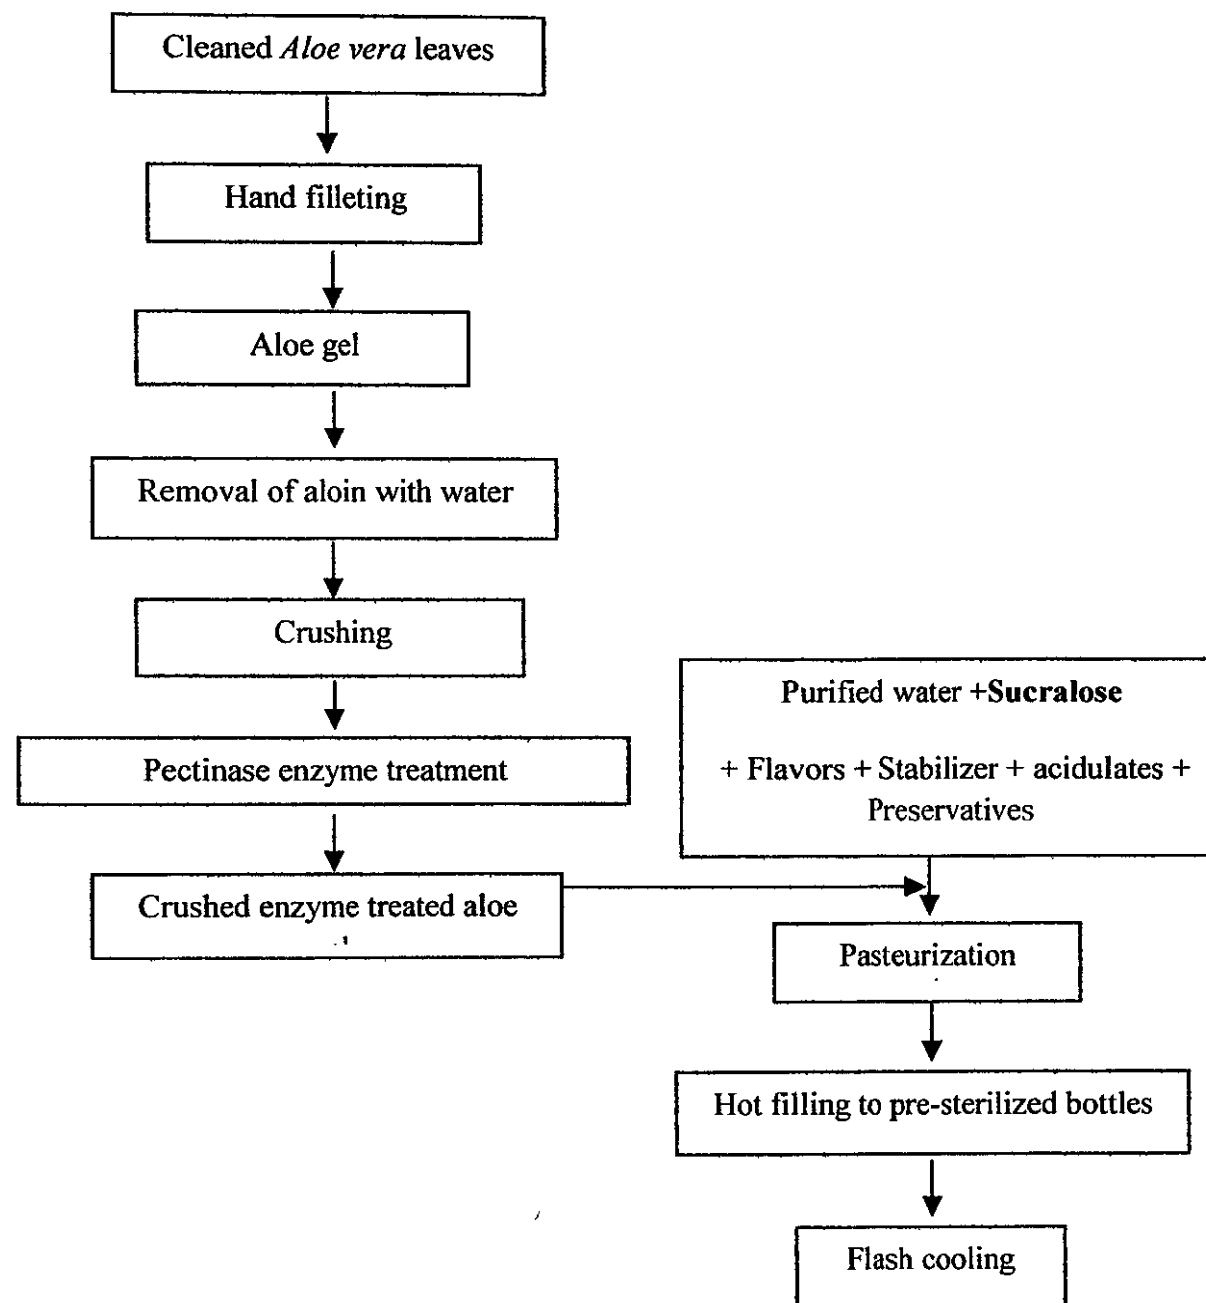 Cleaned Aloe vera leaves
Hand filleting
Aloe gel
Removal of aloin with water
Crushing
Pectinase enzyme treatment
Crushed enzyme treated aloe
Purified water +Sucralose
+ Flavors + Stabilizer + acidulates +
Preservatives
Pasteurization
Hot filling to pre-sterilized bottles
Flash cooling